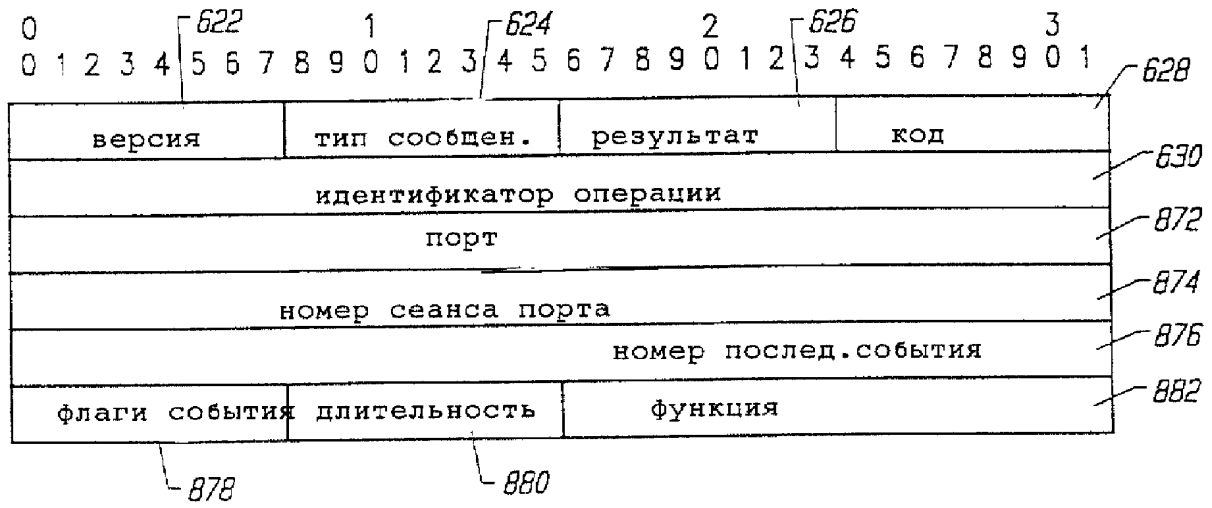 0 622 1 624 2 626 3
0 1 2 3 4 5 6 7 8 9 0 1 2 3 4 5 6 7 8 9 0 1 2 3 4 5 6 7 8 9 0 1
628
версия тип сообщен. результат код
630
идентификатор операции
872
порт
874
номер сеанса порта
876
номер послед.события
882
флаги события длительность функция
878 880